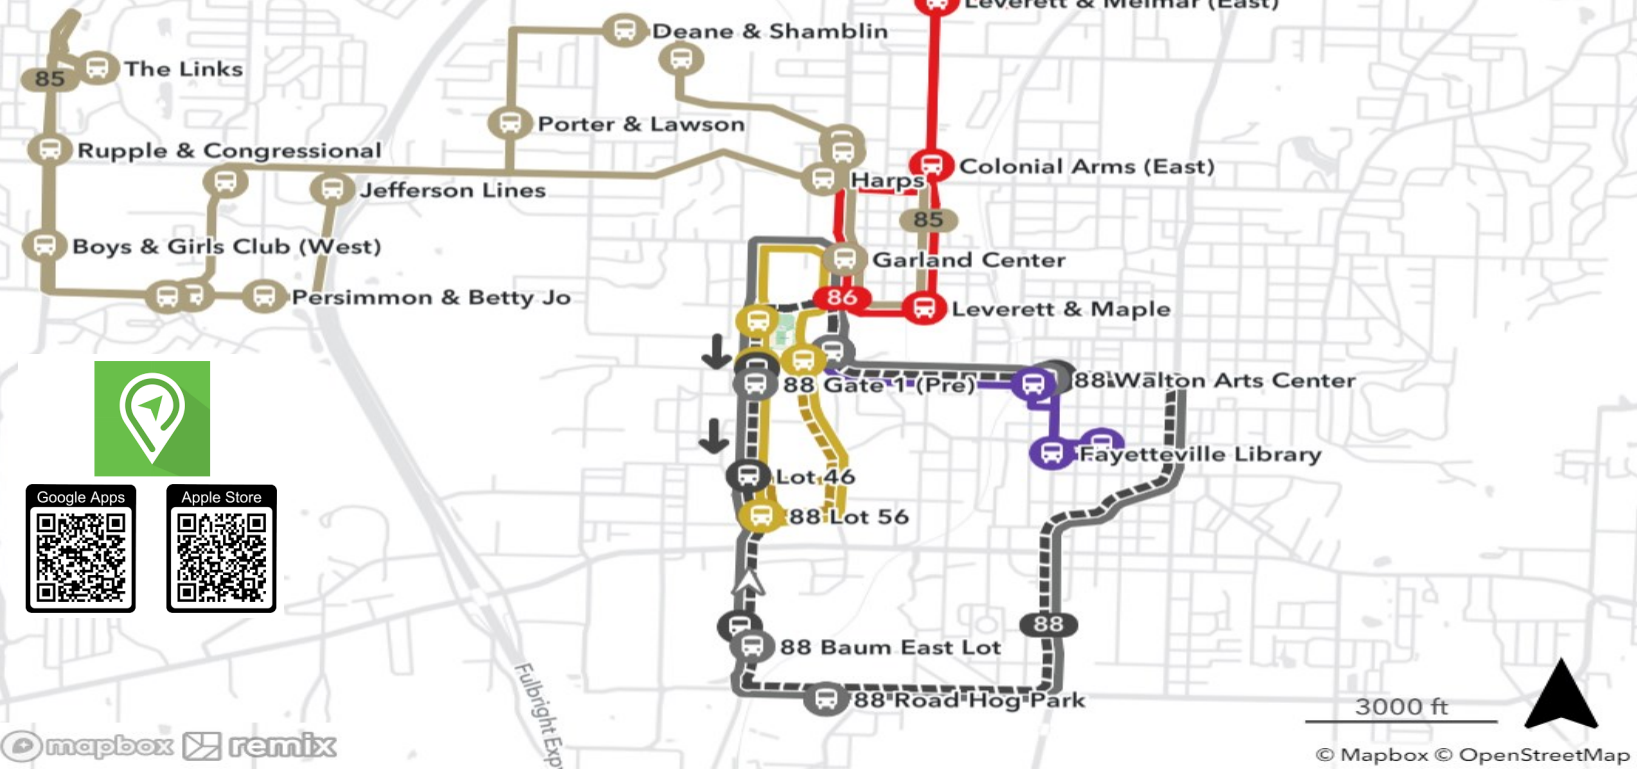 Leverett & Melmar (East)
Deane & Shamblin
The Links
85
Porter & Lawson
Rupple & Congressional
Colonial Arms (East)
Harps
Jefferson Lines
85
Boys & Girls Club (West)
Garland Center
Persimmon & Betty Jo
86
Leverett & Maple
88 Gate 1 (Pre)
88 Walton Arts Center
Fayetteville Library
Lot 46
Google Apps
Apple Store
88 Lot 56
88
88 Baum East Lot
Fulbright Exp
88 Road Hog Park
3000 ft
mapbox remix
© Mapbox © OpenStreetMap